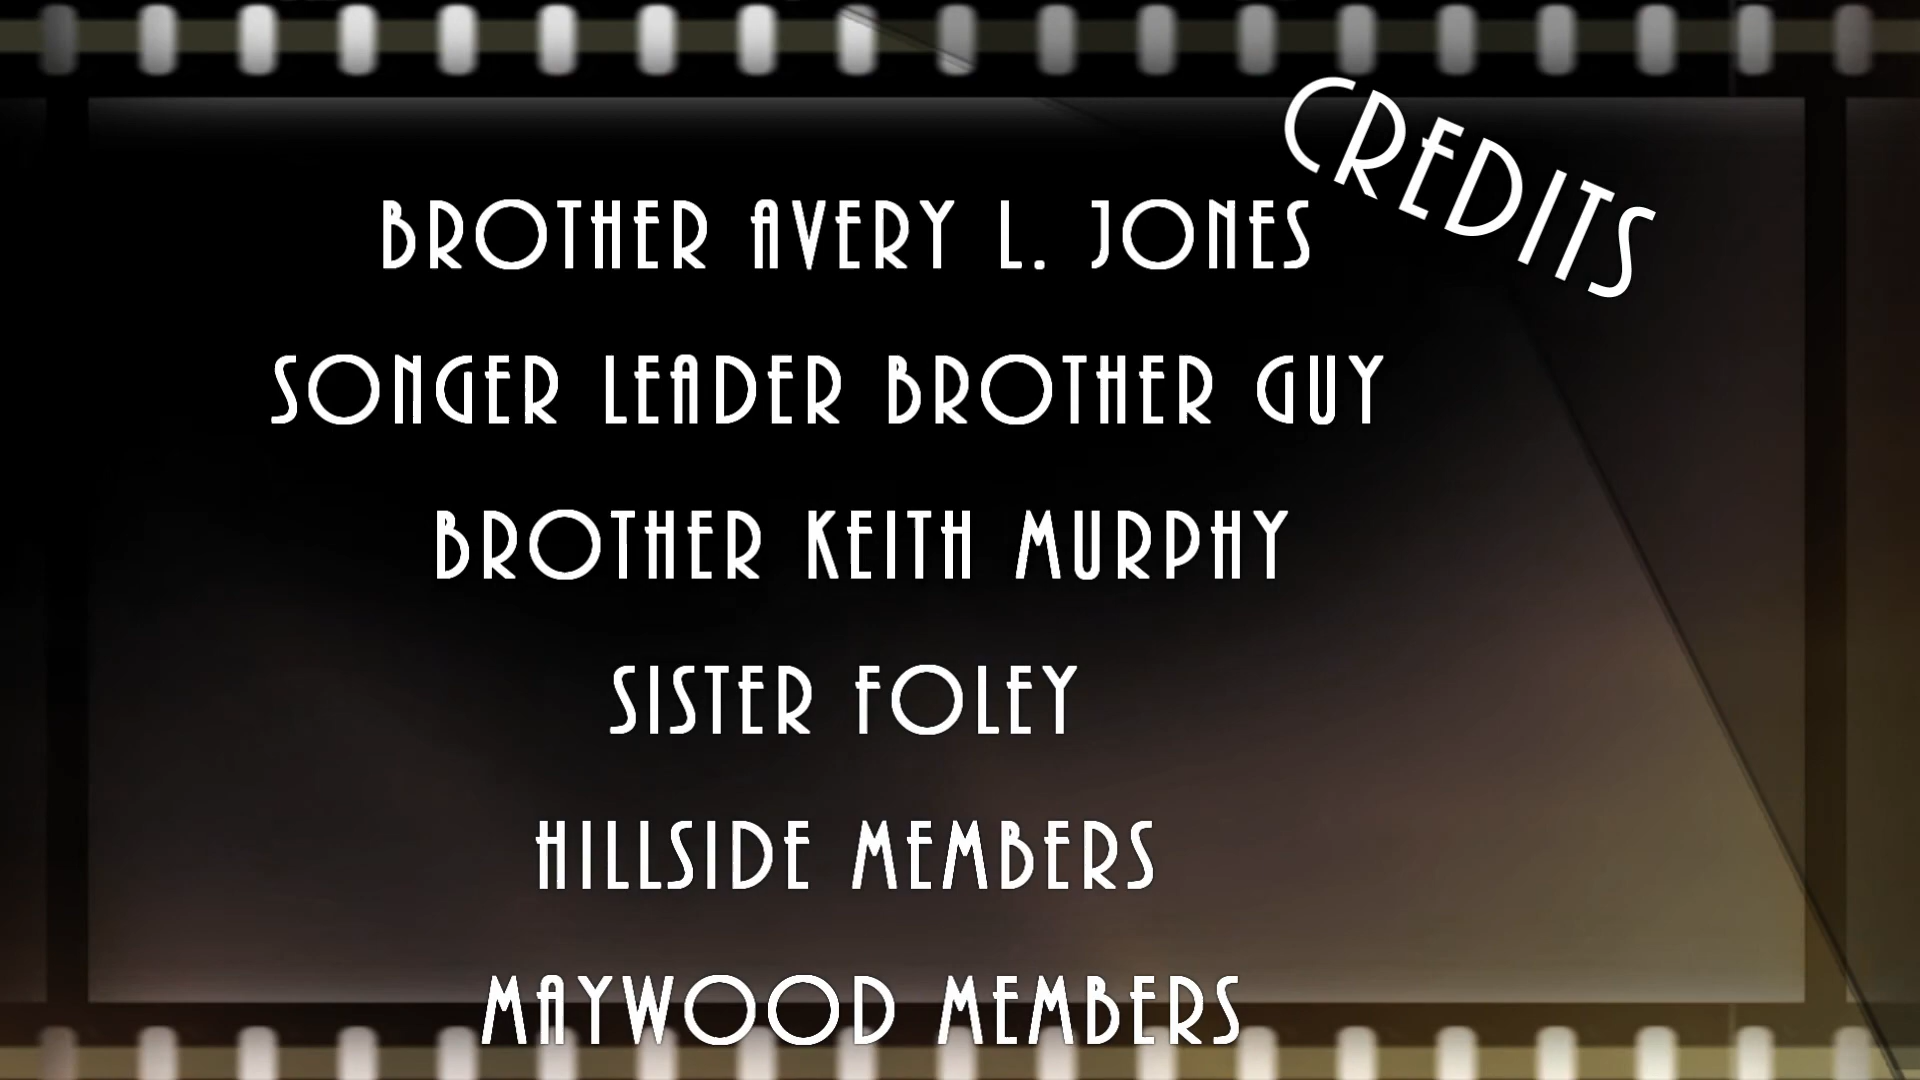 CREDITS
BROTHER AVERY L. JONES
SONGER LEADER BROTHER GUY
BROTHER KEITH MURPHY
SISTER FOLEY
HILLSIDE MEMBERS
MAYWOOD MEMBERS